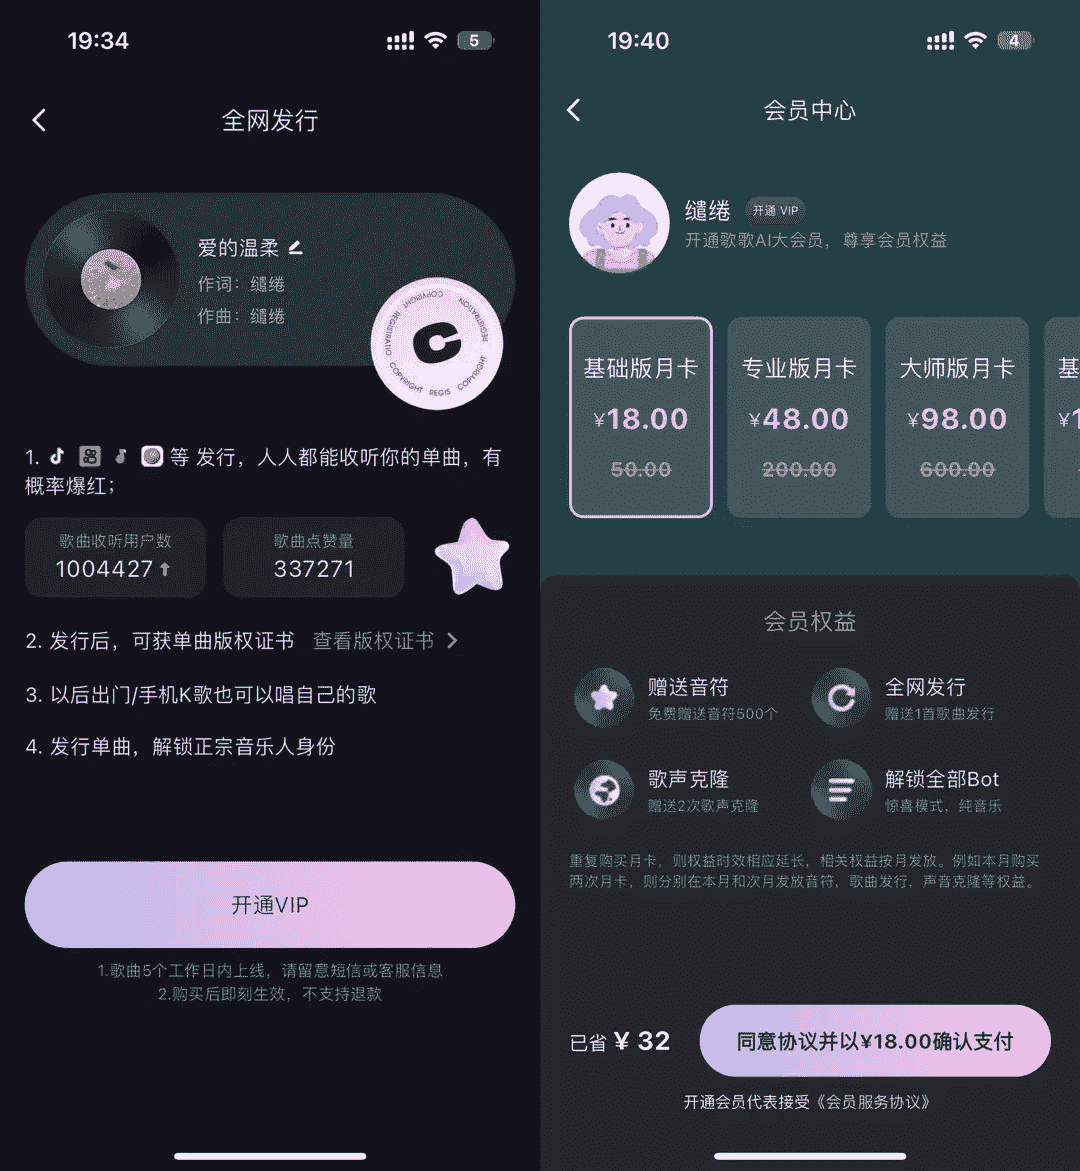 19:34
5
全网发行
爱的温柔
作词：缱绻
作曲：缱绻
COPYRIGHT REGISTRATION COPYRIGHT REGIS COPYRIGHT REGISTRATIO
1. 等 发行，人人都能收听你的单曲，有
概率爆红；
歌曲收听用户数
1004427
歌曲点赞量
337271
2. 发行后，可获单曲版权证书 查看版权证书
3. 以后出门/手机K歌也可以唱自己的歌
4. 发行单曲，解锁正宗音乐人身份
开通VIP
1.歌曲5个工作日内上线，请留意短信或客服信息
2.购买后即刻生效，不支持退款
19:40
4
会员中心
缱绻 开通 VIP
开通歌歌AI大会员，尊享会员权益
基础版月卡
¥18.00
50.00
专业版月卡
¥48.00
200.00
大师版月卡
¥98.00
600.00
基
¥1
会员权益
赠送音符
免费赠送音符500个
全网发行
赠送1首歌曲发行
歌声克隆
赠送2次歌声克隆
解锁全部Bot
惊喜模式，纯音乐
重复购买月卡，则权益时效相应延长，相关权益按月发放。例如本月购买
两次月卡，则分别在本月和次月发放音符，歌曲发行，声音克隆等权益。
已省 ¥ 32
同意协议并以¥18.00确认支付
开通会员代表接受《会员服务协议》